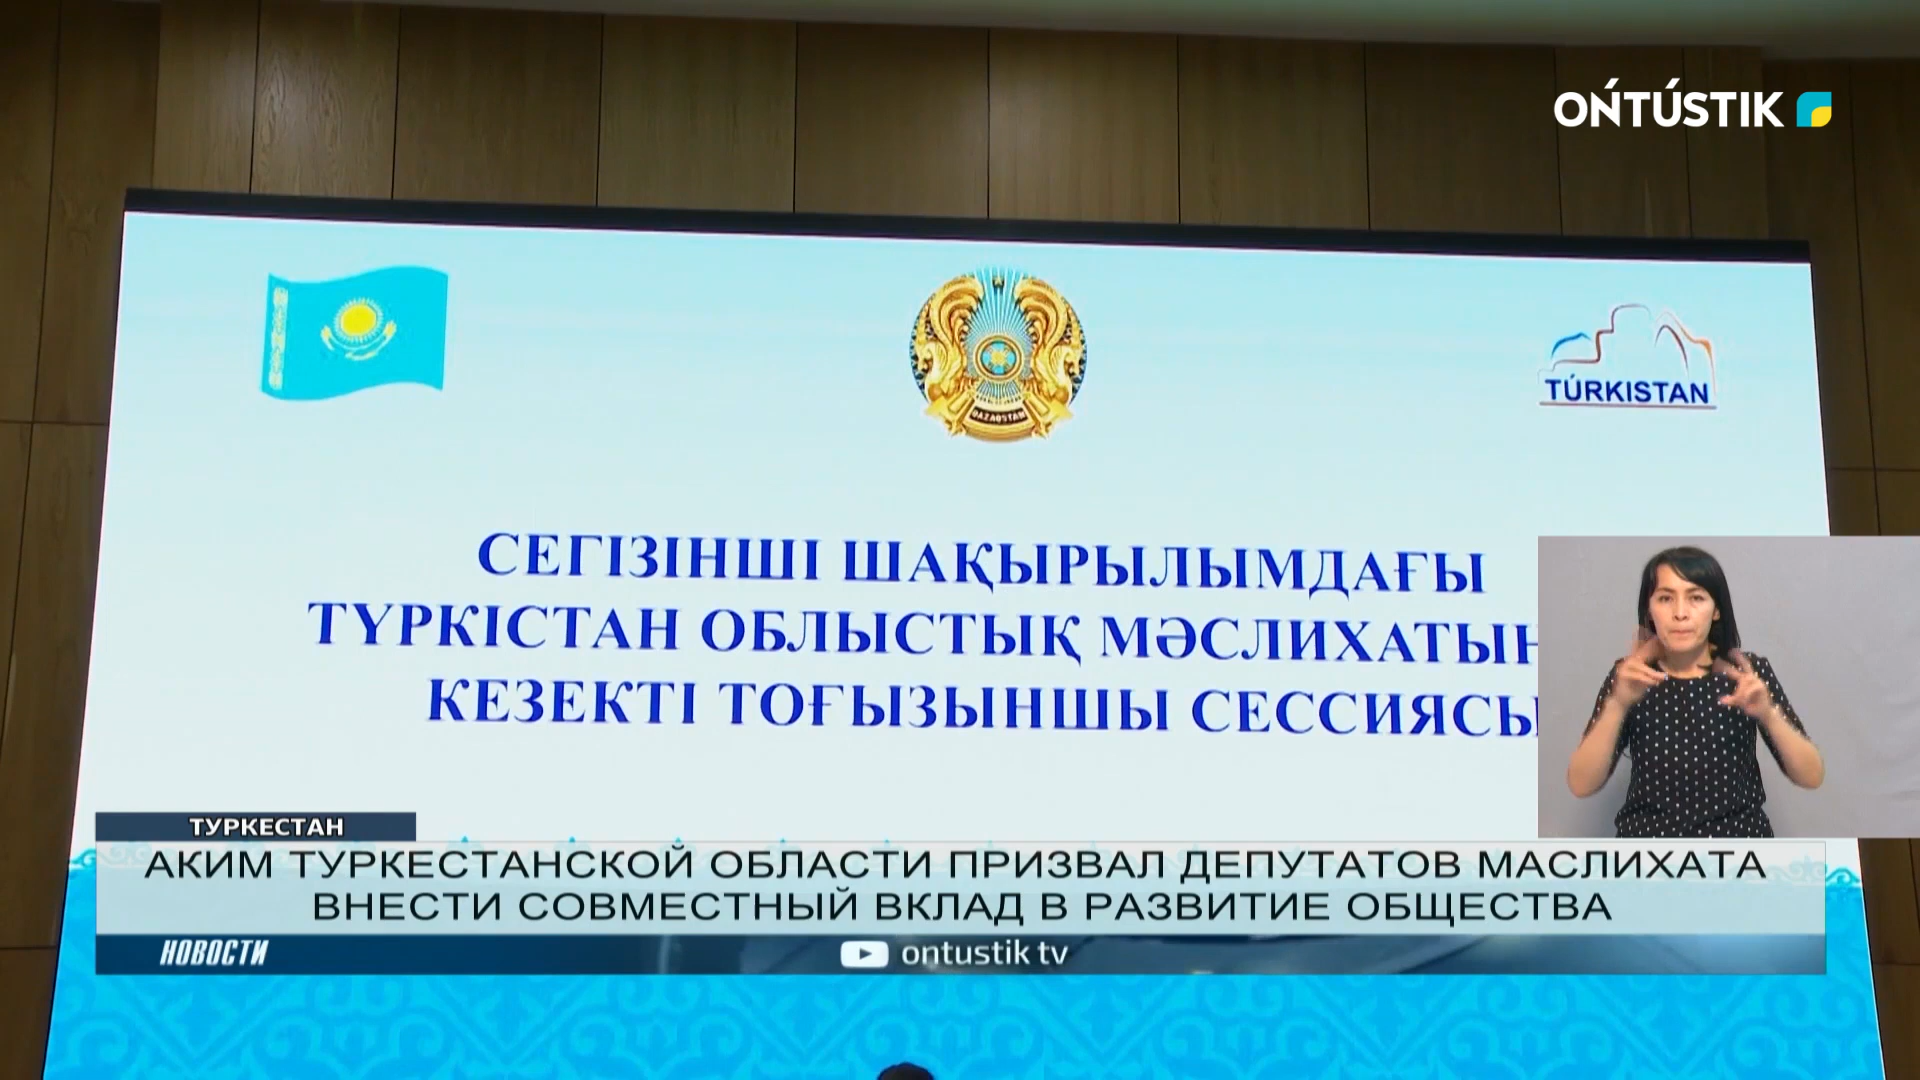 OŃTÚSTIK
QAZAQSTAN
TÚRKISTAN
СЕГІЗІНШІ ШАҚЫРЫЛЫМДАҒЫ
ТҮРКІСТАН ОБЛЫСТЫҚ
КЕЗЕКТІ ТОҒЫЗЫНШЫ СЕССИЯСЫ
ТУРКЕСТАН
АКИМ ТУРКЕСТАНСКОЙ ОБЛАСТИ ПРИЗВАЛ ДЕПУТАТОВ МАСЛИХАТА
ВНЕСТИ СОВМЕСТНЫЙ ВКЛАД В РАЗВИТИЕ ОБЩЕСТВА
НОВОСТИ
ontustik tv